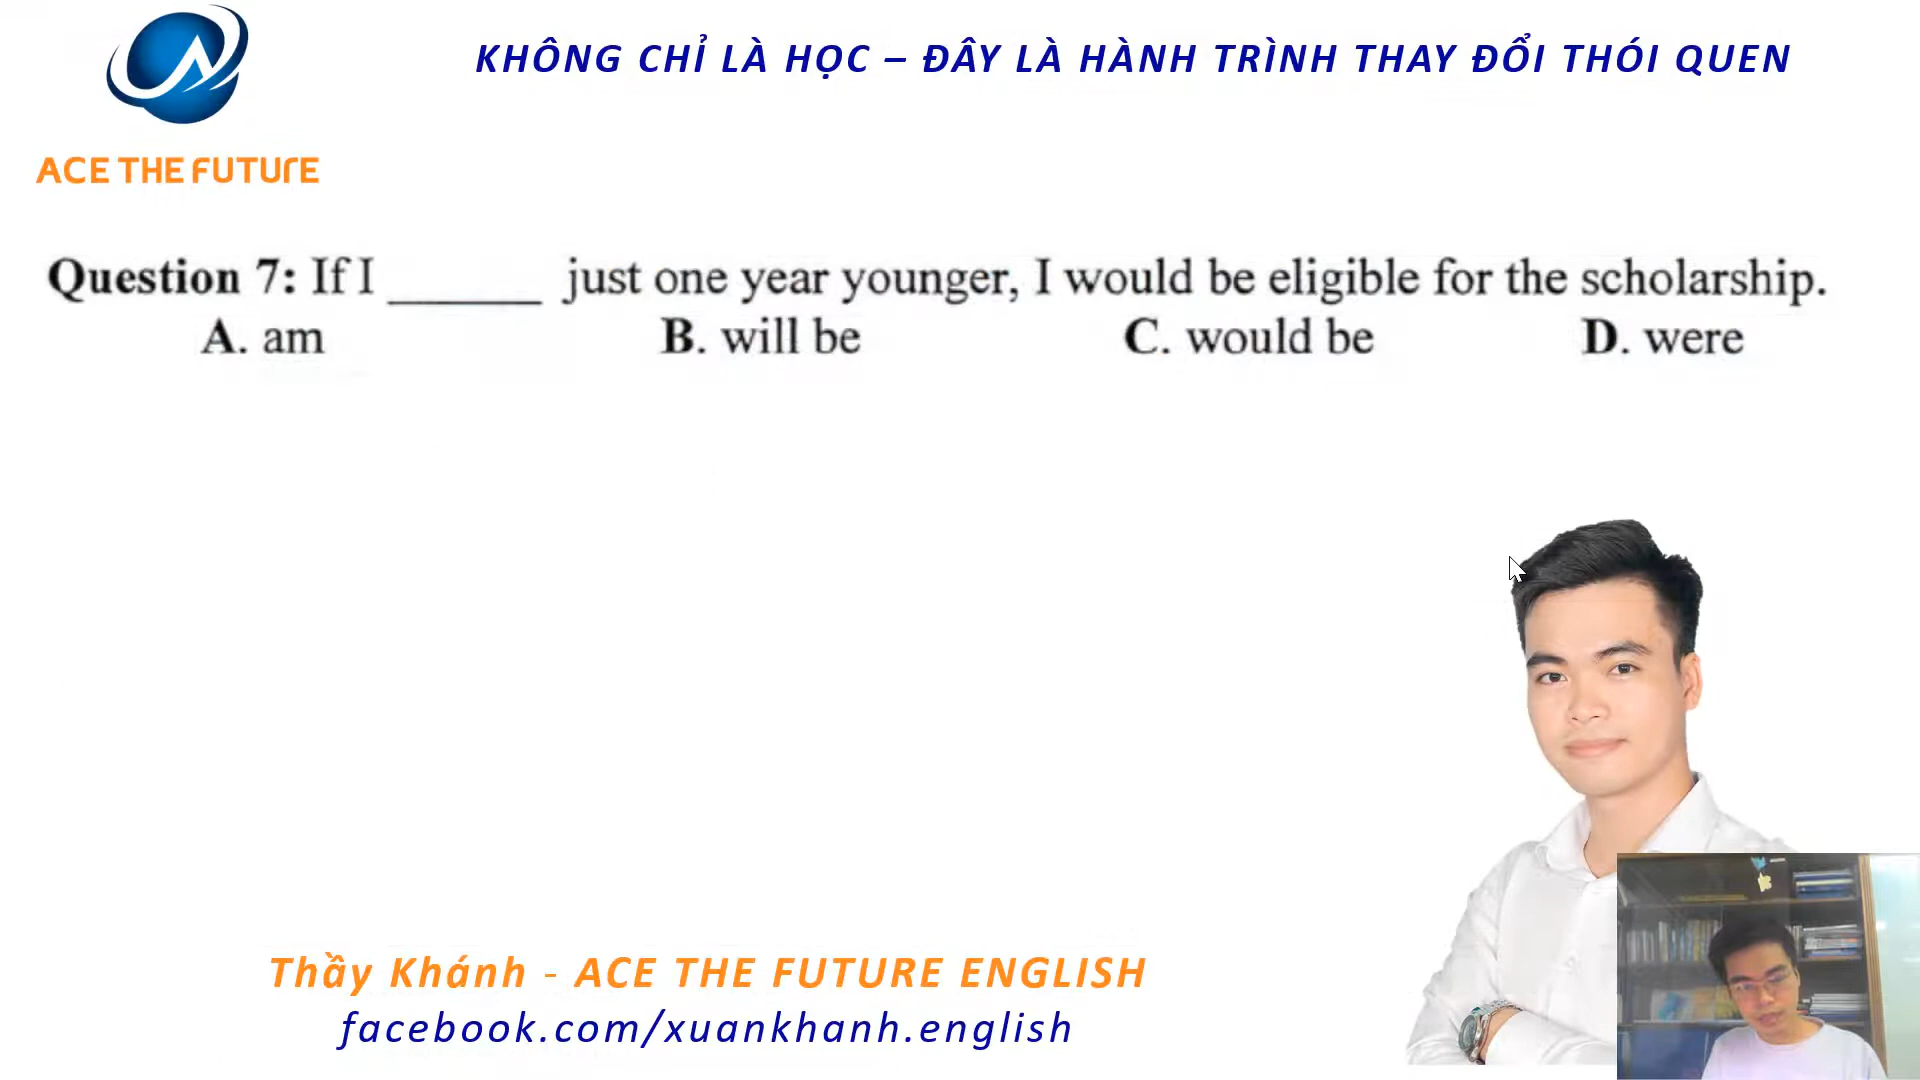 KHÔNG CHỈ LÀ HỌC – ĐÂY LÀ HÀNH TRÌNH THAY ĐỔI THÓI QUEN
ACE THE FUTURE
Question 7: If I ______ just one year younger, I would be eligible for the scholarship.
A. am B. will be C. would be D. were
Thầy Khánh - ACE THE FUTURE ENGLISH
facebook.com/xuankhanh.english